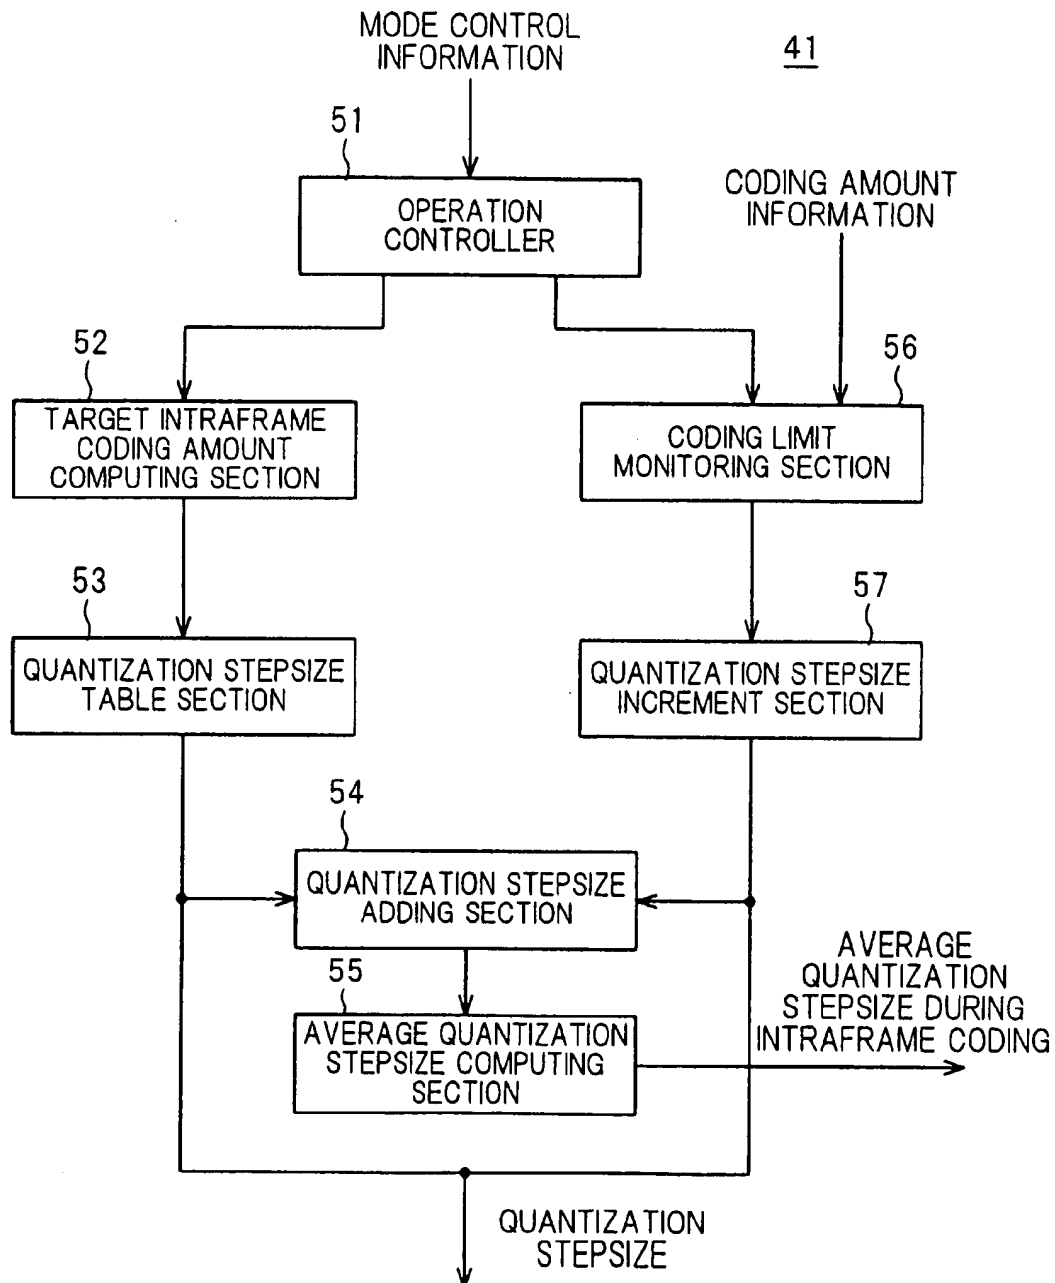 MODE CONTROL
INFORMATION
41
51
OPERATION
CONTROLLER
CODING AMOUNT
INFORMATION
52
TARGET INTRAFRAME
CODING AMOUNT
COMPUTING SECTION
56
CODING LIMIT
MONITORING SECTION
53
QUANTIZATION STEPSIZE
TABLE SECTION
57
QUANTIZATION STEPSIZE
INCREMENT SECTION
54
QUANTIZATION STEPSIZE
ADDING SECTION
55
AVERAGE QUANTIZATION
STEPSIZE COMPUTING
SECTION
AVERAGE
QUANTIZATION
STEPSIZE DURING
INTRAFRAME CODING
QUANTIZATION
STEPSIZE